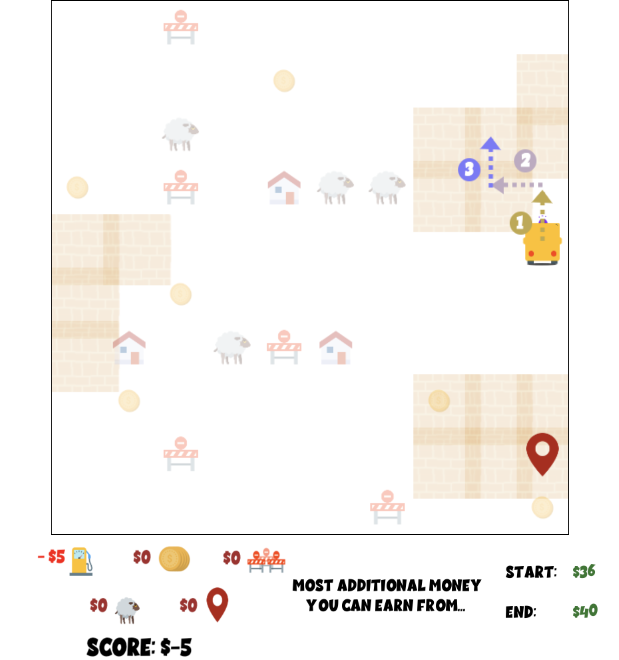 2
3
1
- $5
$0
$0
$0
$0
MOST ADDITIONAL MONEY
YOU CAN EARN FROM...
START: $36
END: $40
SCORE: $-5